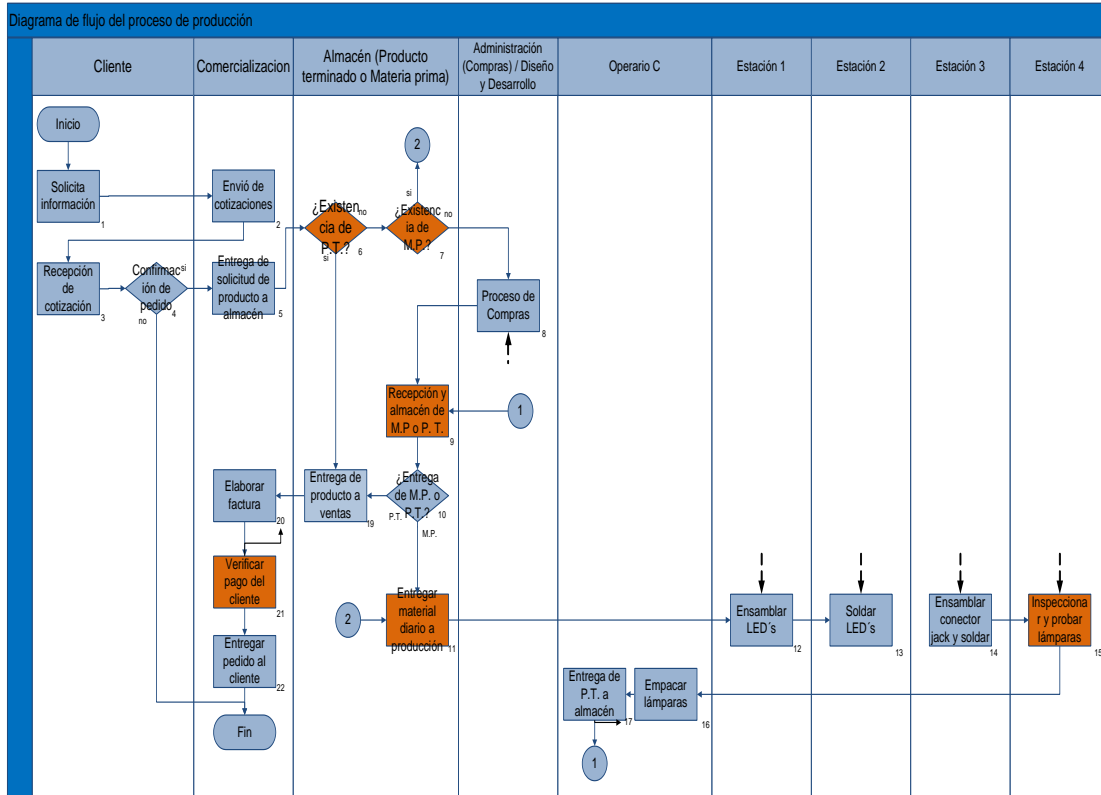 Diagrama de flujo del proceso de producción
Cliente
Comercializacion
Almacén (Producto
terminado o Materia prima)
Administración
(Compras) / Diseño
y Desarrollo
Operario C
Estación 1
Estación 2
Estación 3
Estación 4
Inicio
2
Solicita
información
1
Envió de
cotizaciones
2
¿Existen
cia de
P.T.?
no
si
6
si
¿Existenc
ia de
M.P.?
no
7
Recepción
de
cotización
3
Confirmac
ión de
pedido
si
no
4
Entrega de
solicitud de
producto a
almacén
5
Proceso de
Compras
8
Recepción y
almacén de
M.P o P. T.
9
1
Elaborar
factura
20
Entrega de
producto a
ventas
19
¿Entrega
de M.P. o
P.T.?
P.T.
10
M.P.
Verificar
pago del
cliente
21
2
Entregar
material
diario a
producción
11
Ensamblar
LED´s
12
Soldar
LED´s
13
Ensamblar
conector
jack y soldar
14
Inspecciona
r y probar
lámparas
15
Entregar
pedido al
cliente
22
Entrega de
P.T. a
almacén
17
Empacar
lámparas
16
Fin
1